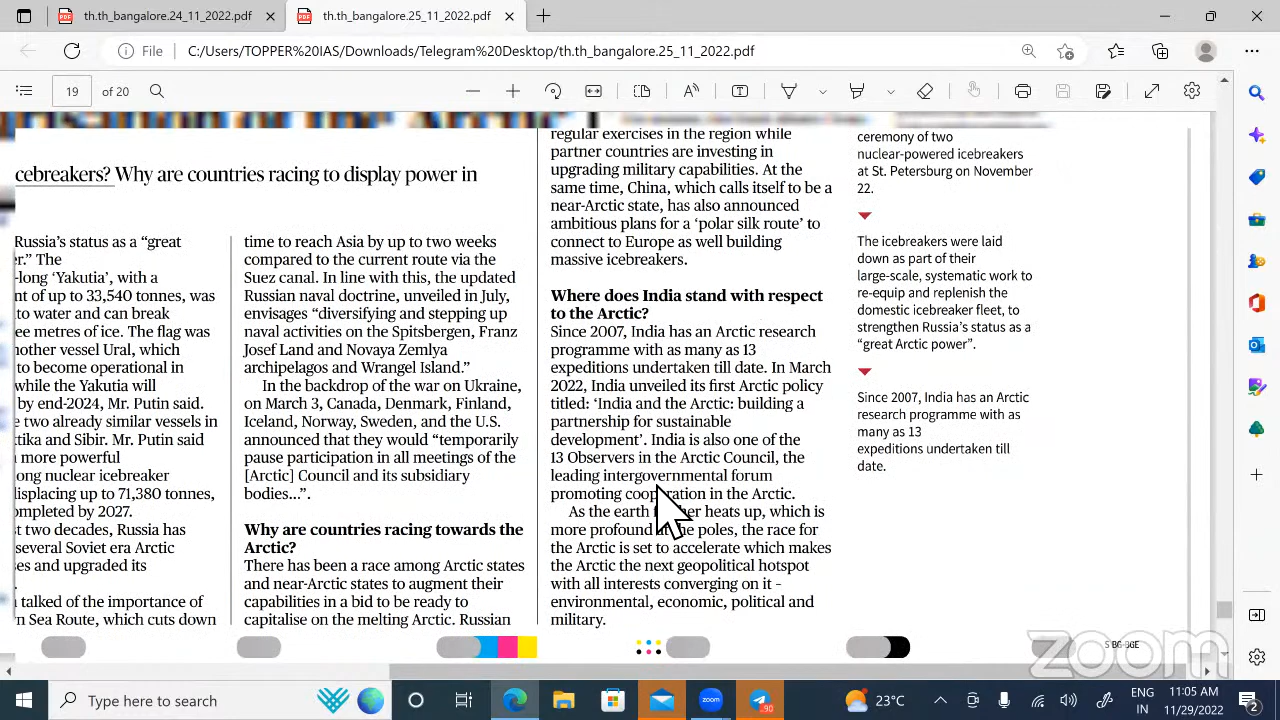 th.th_bangalore.24_11_2022.pdf
th.th_bangalore.25_11_2022.pdf
File
C:/Users/TOPPER%20IAS/Downloads/Telegram%20Desktop/th.th_bangalore.25_11_2022.pdf
19 of 20
cebreakers? Why are countries racing to display power in
Russia's status as a “great
er.” The
-long ‘Yakutia’, with a
nt of up to 33,540 tonnes, was
to water and can break
ee metres of ice. The flag was
nother vessel Ural, which
to become operational in
while the Yakutia will
by end-2024, Mr. Putin said.
e two already similar vessels in
tika and Sibir. Mr. Putin said
more powerful
ong nuclear icebreaker
displacing up to 71,380 tonnes,
ompleted by 2027.
t two decades, Russia has
several Soviet era Arctic
es and upgraded its
talked of the importance of
n Sea Route, which cuts down
time to reach Asia by up to two weeks
compared to the current route via the
Suez canal. In line with this, the updated
Russian naval doctrine, unveiled in July,
envisages “diversifying and stepping up
naval activities on the Spitsbergen, Franz
Josef Land and Novaya Zemlya
archipelagos and Wrangel Island.”
In the backdrop of the war on Ukraine,
on March 3, Canada, Denmark, Finland,
Iceland, Norway, Sweden, and the U.S.
announced that they would “temporarily
pause participation in all meetings of the
[Arctic] Council and its subsidiary
bodies...”.
Why are countries racing towards the
Arctic?
There has been a race among Arctic states
and near-Arctic states to augment their
capabilities in a bid to be ready to
capitalise on the melting Arctic. Russian
regular exercises in the region while
partner countries are investing in
upgrading military capabilities. At the
same time, China, which calls itself to be a
near-Arctic state, has also announced
ambitious plans for a ‘polar silk route’ to
connect to Europe as well building
massive icebreakers.
Where does India stand with respect
to the Arctic?
Since 2007, India has an Arctic research
programme with as many as 13
expeditions undertaken till date. In March
2022, India unveiled its first Arctic policy
titled: ‘India and the Arctic: building a
partnership for sustainable
development’. India is also one of the
13 Observers in the Arctic Council, the
leading intergovernmental forum
promoting cooperation in the Arctic.
As the earth heats up, which is
more profound the poles, the race for
the Arctic is set to accelerate which makes
the Arctic the next geopolitical hotspot
with all interests converging on it –
environmental, economic, political and
military.
ceremony of two
nuclear-powered icebreakers
at St. Petersburg on November
22.
The icebreakers were laid
down as part of their
large-scale, systematic work to
re-equip and replenish the
domestic icebreaker fleet, to
strengthen Russia's status as a
“great Arctic power”.
Since 2007, India has an Arctic
research programme with as
many as 13
expeditions undertaken till
date.
zoom
Type here to search
zoom
90
23°C
ENG
IN
11:05 AM
11/29/2022
2